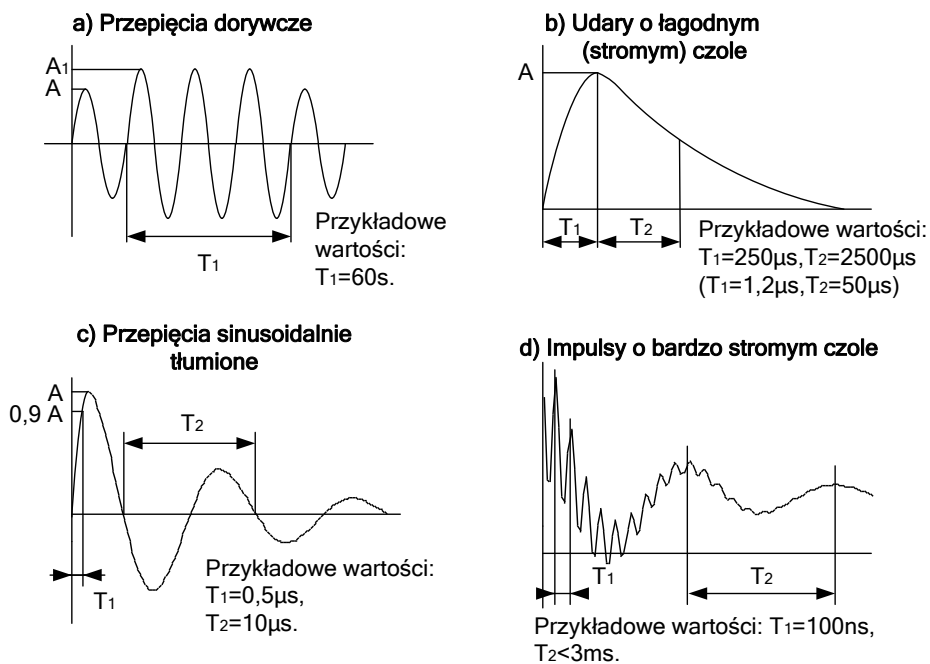 a) Przepięcia dorywcze
A1
A
T1
Przykładowe
wartości:
T1=60s.
b) Udary o łagodnym
(stromym) czole
A
T1
T2
Przykładowe wartości:
T1=250µs,T2=2500µs
(T1=1,2µs,T2=50µs)
c) Przepięcia sinusoidalnie
tłumione
A
0,9 A
T2
T1
Przykładowe wartości:
T1=0,5µs,
T2=10µs.
d) Impulsy o bardzo stromym czole
T1
T2
Przykładowe wartości: T1=100ns,
T2<3ms.